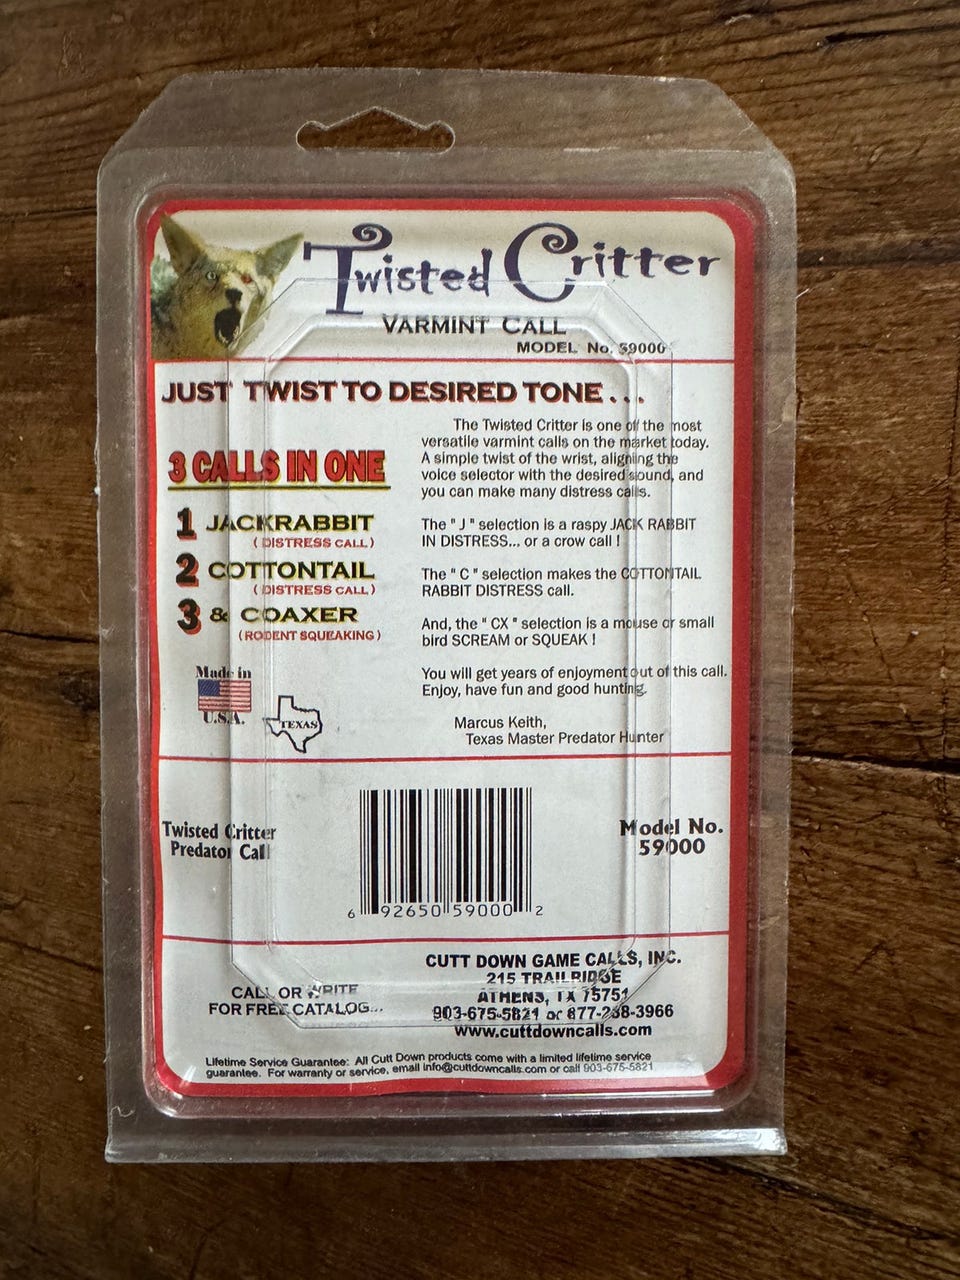 Twisted Critter
VARMINT CALL
MODEL No. 59000
JUST TWIST TO DESIRED TONE...
3 CALLS IN ONE
1 JACKRABBIT
( DISTRESS CALL )
2 COTTONTAIL
( DISTRESS CALL )
3 & COAXER
( RODENT SQUEAKING )
Made in
U.S.A.
TEXAS
The Twisted Critter is one of the most
versatile varmint calls on the market today.
A simple twist of the wrist, aligning the
voice selector with the desired sound, and
you can make many distress calls.
The " J " selection is a raspy JACK RABBIT
IN DISTRESS... or a crow call !
The " C " selection makes the COTTONTAIL
RABBIT DISTRESS call.
And, the " CX " selection is a mouse or small
bird SCREAM or SQUEAK !
You will get years of enjoyment out of this call.
Enjoy, have fun and good hunting.
Marcus Keith,
Texas Master Predator Hunter
Twisted Critter
Predator Call
6 92650 59000 2
Model No.
59000
CALL OR WRITE
FOR FREE CATALOG...
CUTT DOWN GAME CALLS, INC.
215 TRAILRIDGE
ATHENS, TX 75751
903-675-5821 or 877-268-3966
www.cuttdowncalls.com
Lifetime Service Guarantee: All Cutt Down products come with a limited lifetime service
guarantee. For warranty or service, email info@cuttdowncalls.com or call 903-675-5821